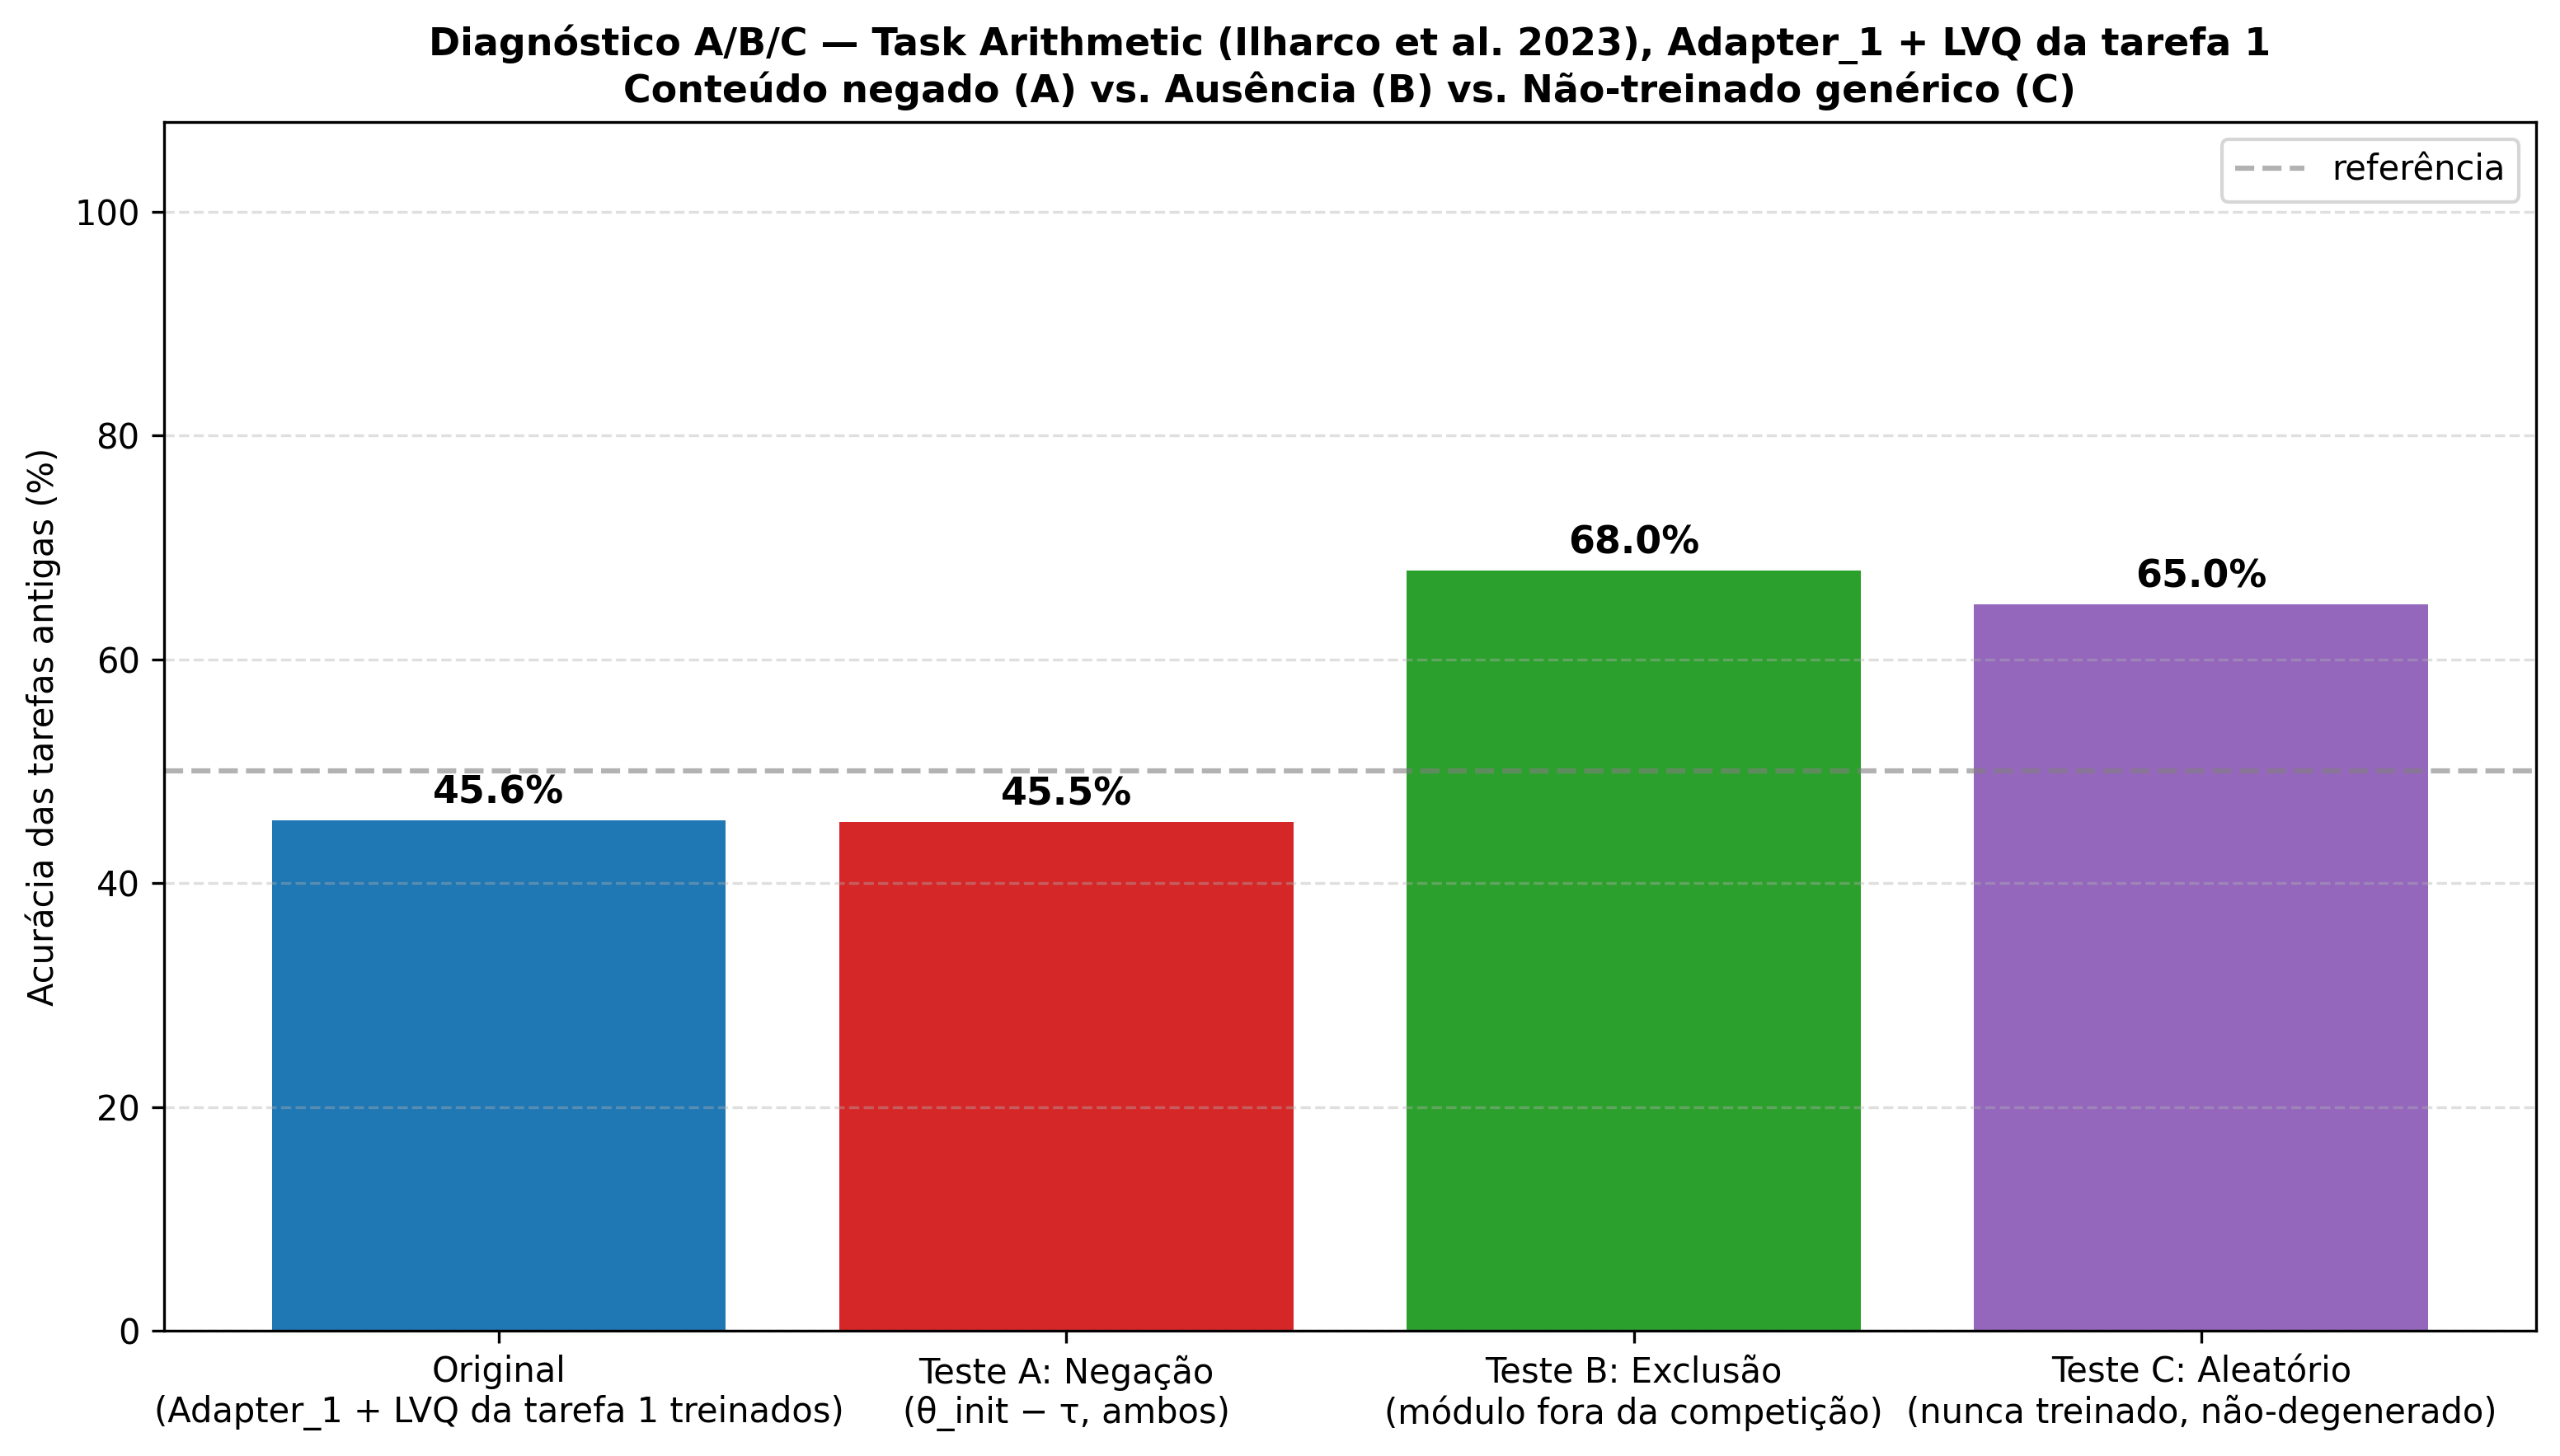 Diagnóstico A/B/C — Task Arithmetic (Ilharco et al. 2023), Adapter_1 + LVQ da tarefa 1
Conteúdo negado (A) vs. Ausência (B) vs. Não-treinado genérico (C)
referência
Acurácia das tarefas antigas (%)
100
80
60
40
20
0
45.6%
45.5%
68.0%
65.0%
Original
(Adapter_1 + LVQ da tarefa 1 treinados)
Teste A: Negação
(θ_init − τ, ambos)
Teste B: Exclusão
(módulo fora da competição)
Teste C: Aleatório
(nunca treinado, não-degenerado)